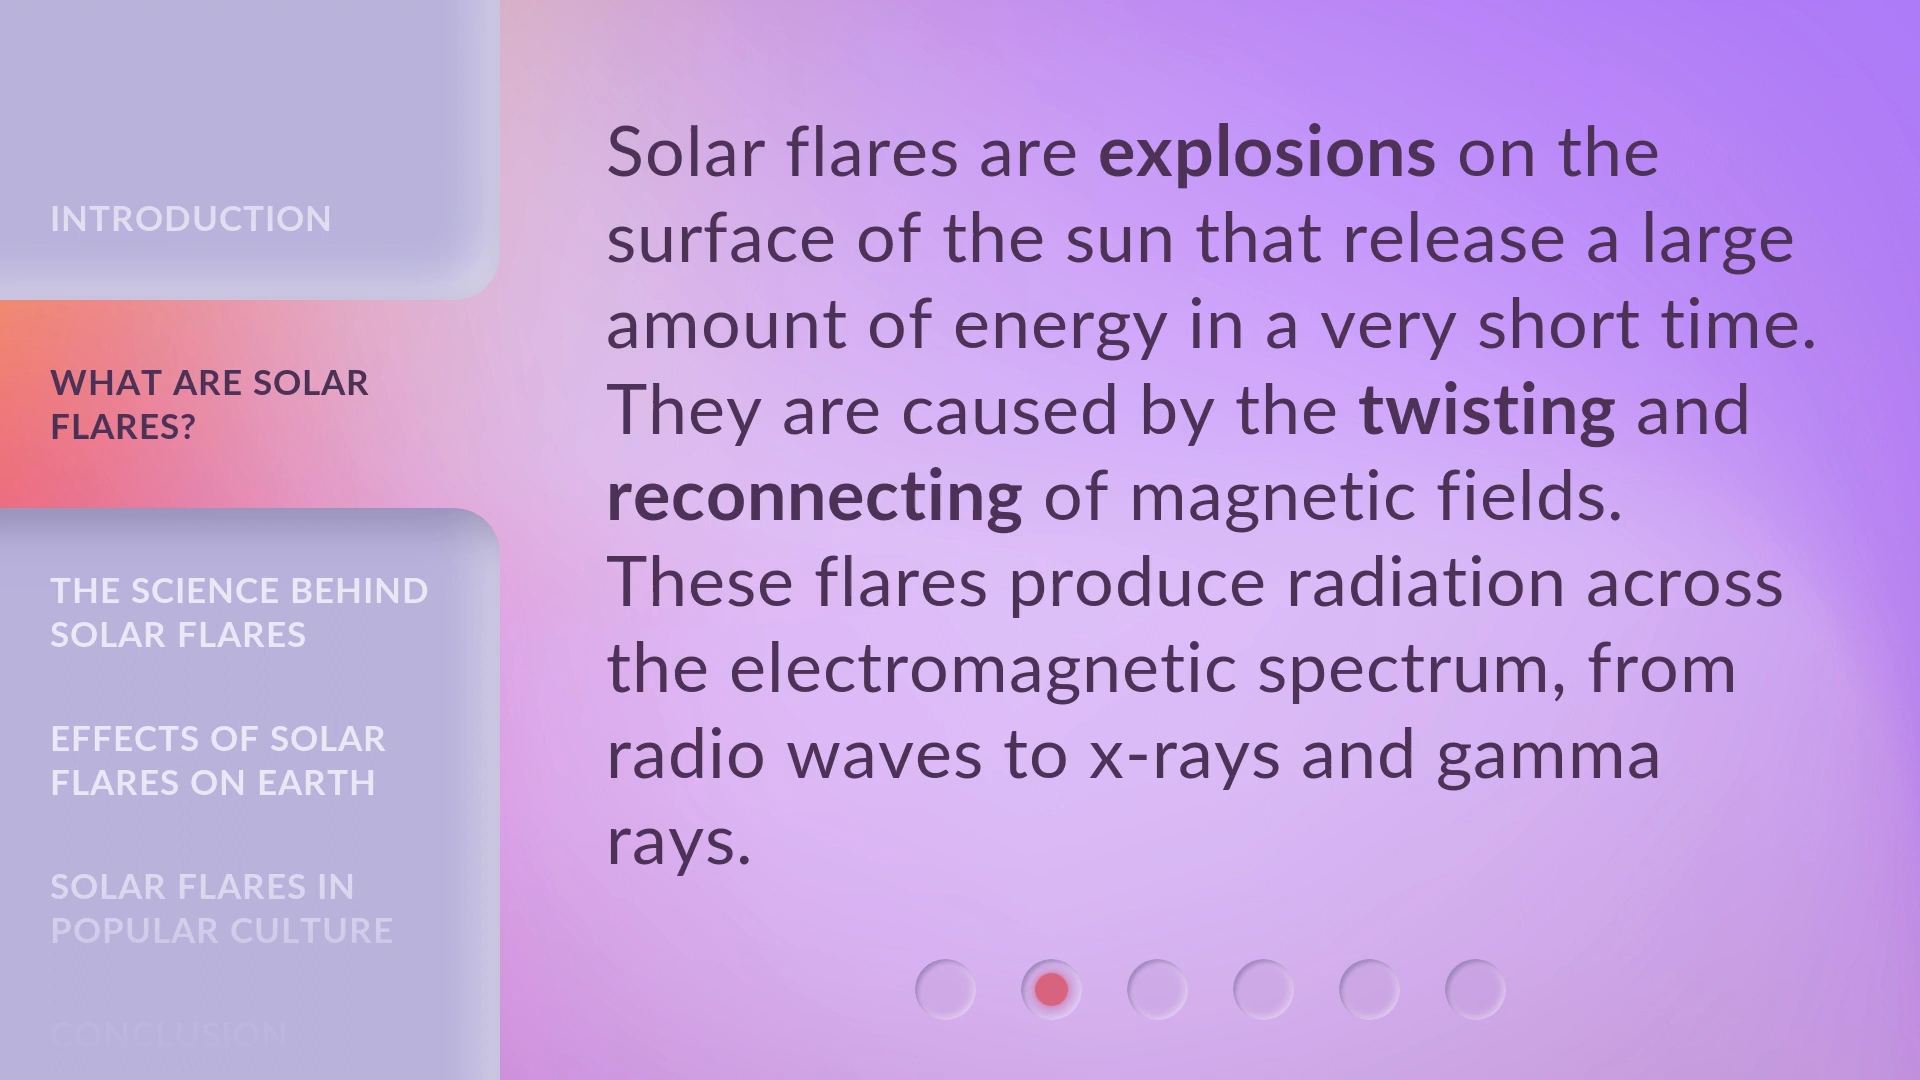 INTRODUCTION
WHAT ARE SOLAR
FLARES?
THE SCIENCE BEHIND
SOLAR FLARES
EFFECTS OF SOLAR
FLARES ON EARTH
SOLAR FLARES IN
POPULAR CULTURE
CONCLUSION
Solar flares are explosions on the
surface of the sun that release a large
amount of energy in a very short time.
They are caused by the twisting and
reconnecting of magnetic fields.
These flares produce radiation across
the electromagnetic spectrum, from
radio waves to x-rays and gamma
rays.